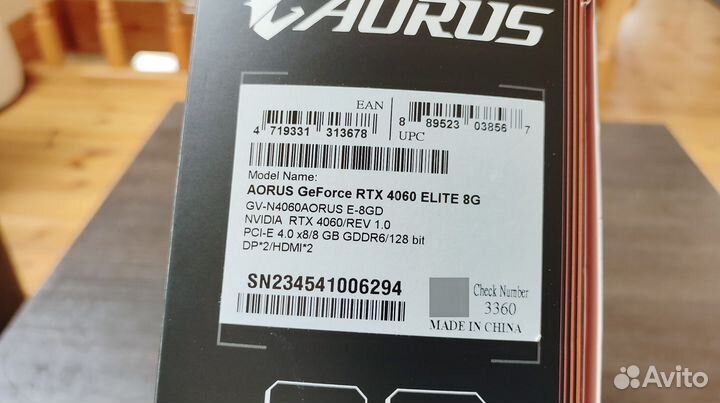 AORUS
EAN
4 719331 313678
8 89523 03856 7
UPC
Model Name:
AORUS GeForce RTX 4060 ELITE 8G
GV-N4060AORUS E-8GD
NVIDIA RTX 4060/REV 1.0
PCI-E 4.0 x8/8 GB GDDR6/128 bit
DP*2/HDMI*2
SN234541006294
Check Number
3360
MADE IN CHINA
Avito